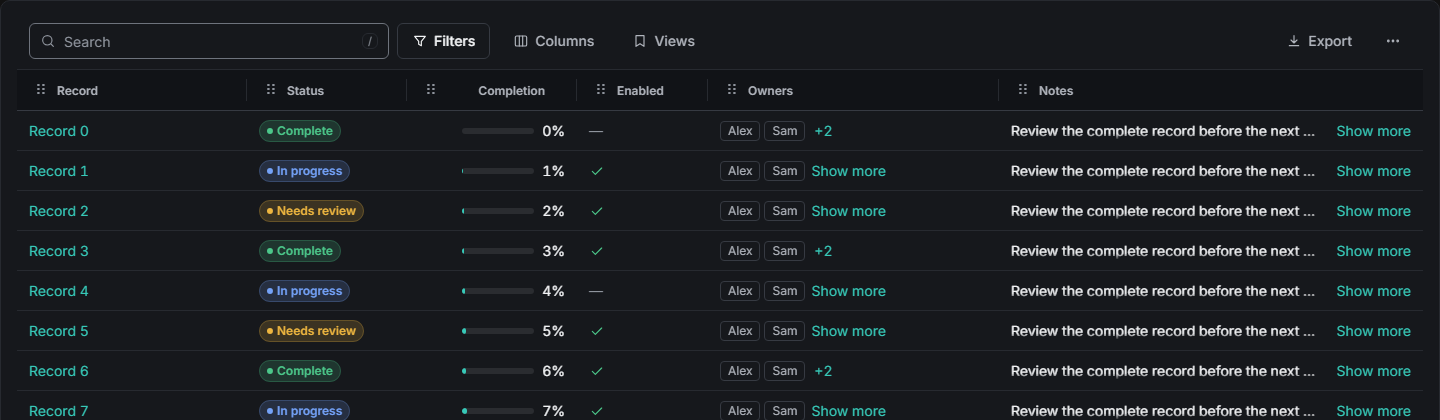 Search / Filters Columns Views Export
Record Status Completion Enabled Owners Notes
Record 0 Complete 0% — Alex Sam +2 Review the complete record before the next ... Show more
Record 1 In progress 1% Alex Sam Show more Review the complete record before the next ... Show more
Record 2 Needs review 2% Alex Sam Show more Review the complete record before the next ... Show more
Record 3 Complete 3% Alex Sam +2 Review the complete record before the next ... Show more
Record 4 In progress 4% — Alex Sam Show more Review the complete record before the next ... Show more
Record 5 Needs review 5% Alex Sam Show more Review the complete record before the next ... Show more
Record 6 Complete 6% Alex Sam +2 Review the complete record before the next ... Show more
Record 7 In progress 7% Alex Sam Show more Review the complete record before the next ... Show more